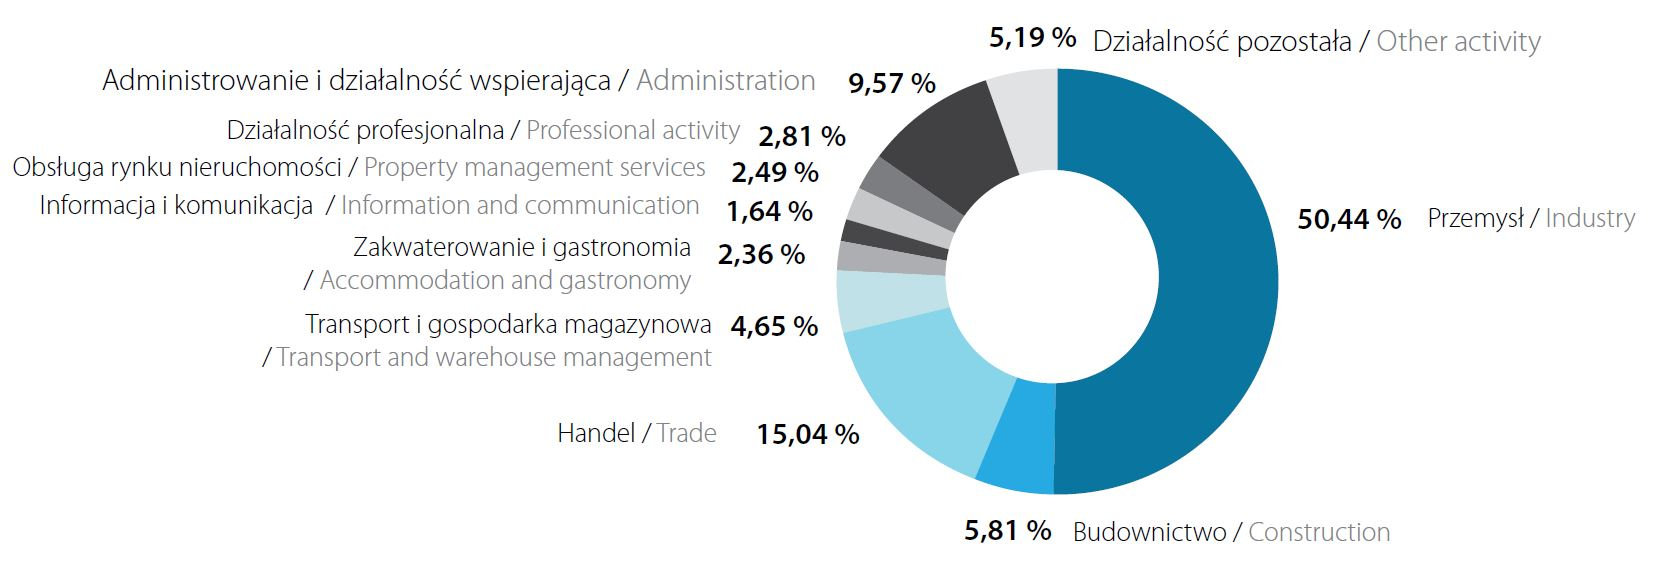 5,19 % Działalność pozostała / Other activity
Administrowanie i działalność wspierająca / Administration 9,57 %
Działalność profesjonalna / Professional activity 2,81 %
Obsługa rynku nieruchomości / Property management services 2,49 %
Informacja i komunikacja / Information and communication 1,64 %
50,44 % Przemysł / Industry
Zakwaterowanie i gastronomia 2,36 %
/ Accommodation and gastronomy
Transport i gospodarka magazynowa 4,65 %
/ Transport and warehouse management
Handel / Trade 15,04 %
5,81 % Budownictwo / Construction